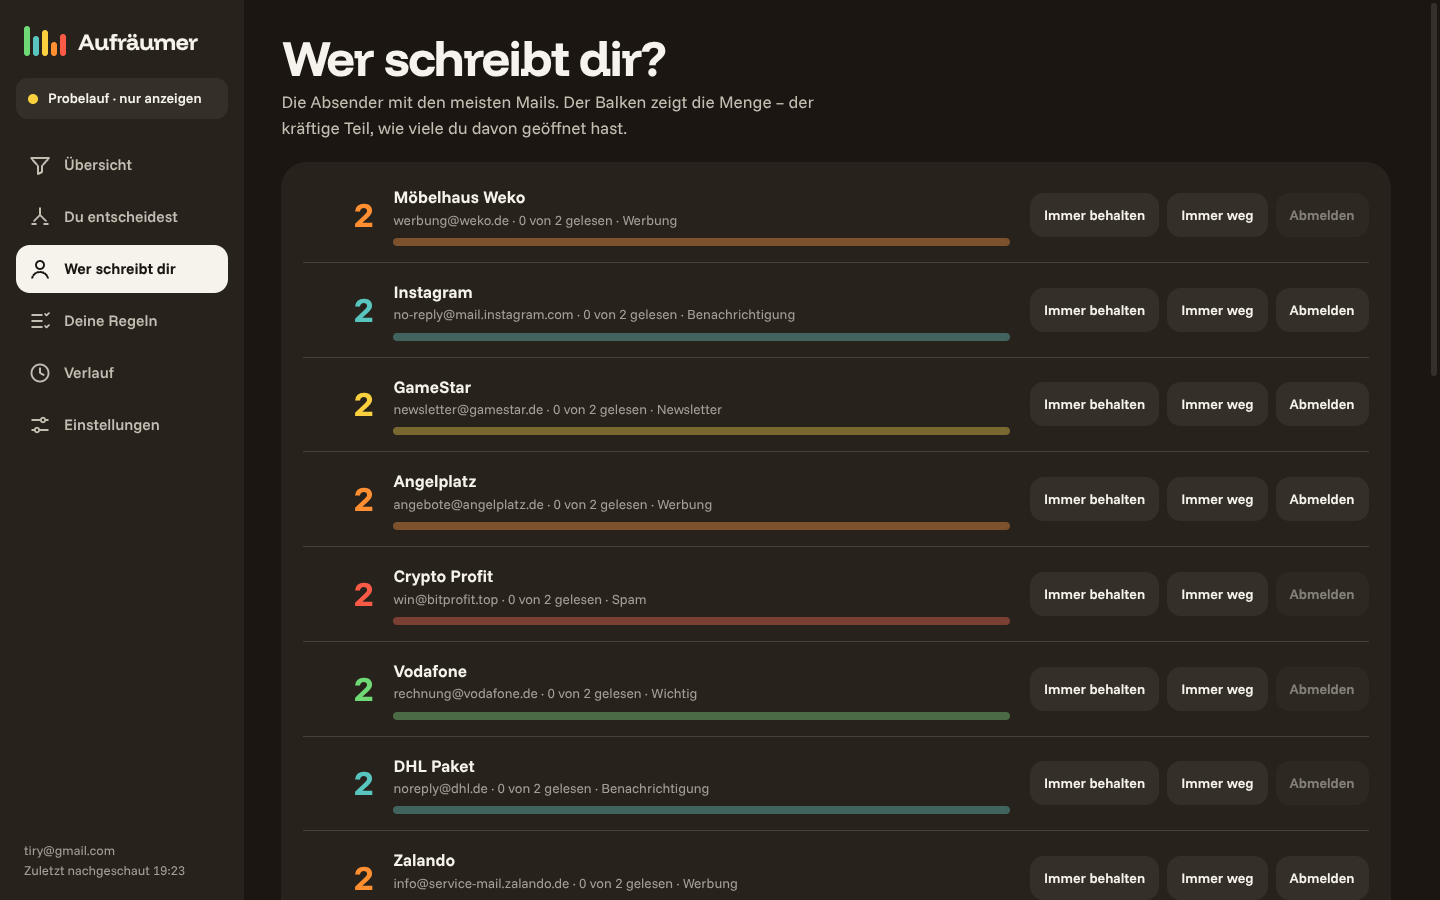 Aufräumer
Probelauf · nur anzeigen
Übersicht
Du entscheidest
Wer schreibt dir
Deine Regeln
Verlauf
Einstellungen
tiry@gmail.com
Zuletzt nachgeschaut 19:23
Wer schreibt dir?
Die Absender mit den meisten Mails. Der Balken zeigt die Menge – der
kräftige Teil, wie viele du davon geöffnet hast.
2
Möbelhaus Weko
werbung@weko.de · 0 von 2 gelesen · Werbung
Immer behalten Immer weg Abmelden
2
Instagram
no-reply@mail.instagram.com · 0 von 2 gelesen · Benachrichtigung
Immer behalten Immer weg Abmelden
2
GameStar
newsletter@gamestar.de · 0 von 2 gelesen · Newsletter
Immer behalten Immer weg Abmelden
2
Angelplatz
angebote@angelplatz.de · 0 von 2 gelesen · Werbung
Immer behalten Immer weg Abmelden
2
Crypto Profit
win@bitprofit.top · 0 von 2 gelesen · Spam
Immer behalten Immer weg Abmelden
2
Vodafone
rechnung@vodafone.de · 0 von 2 gelesen · Wichtig
Immer behalten Immer weg Abmelden
2
DHL Paket
noreply@dhl.de · 0 von 2 gelesen · Benachrichtigung
Immer behalten Immer weg Abmelden
2
Zalando
info@service-mail.zalando.de · 0 von 2 gelesen · Werbung
Immer behalten Immer weg Abmelden